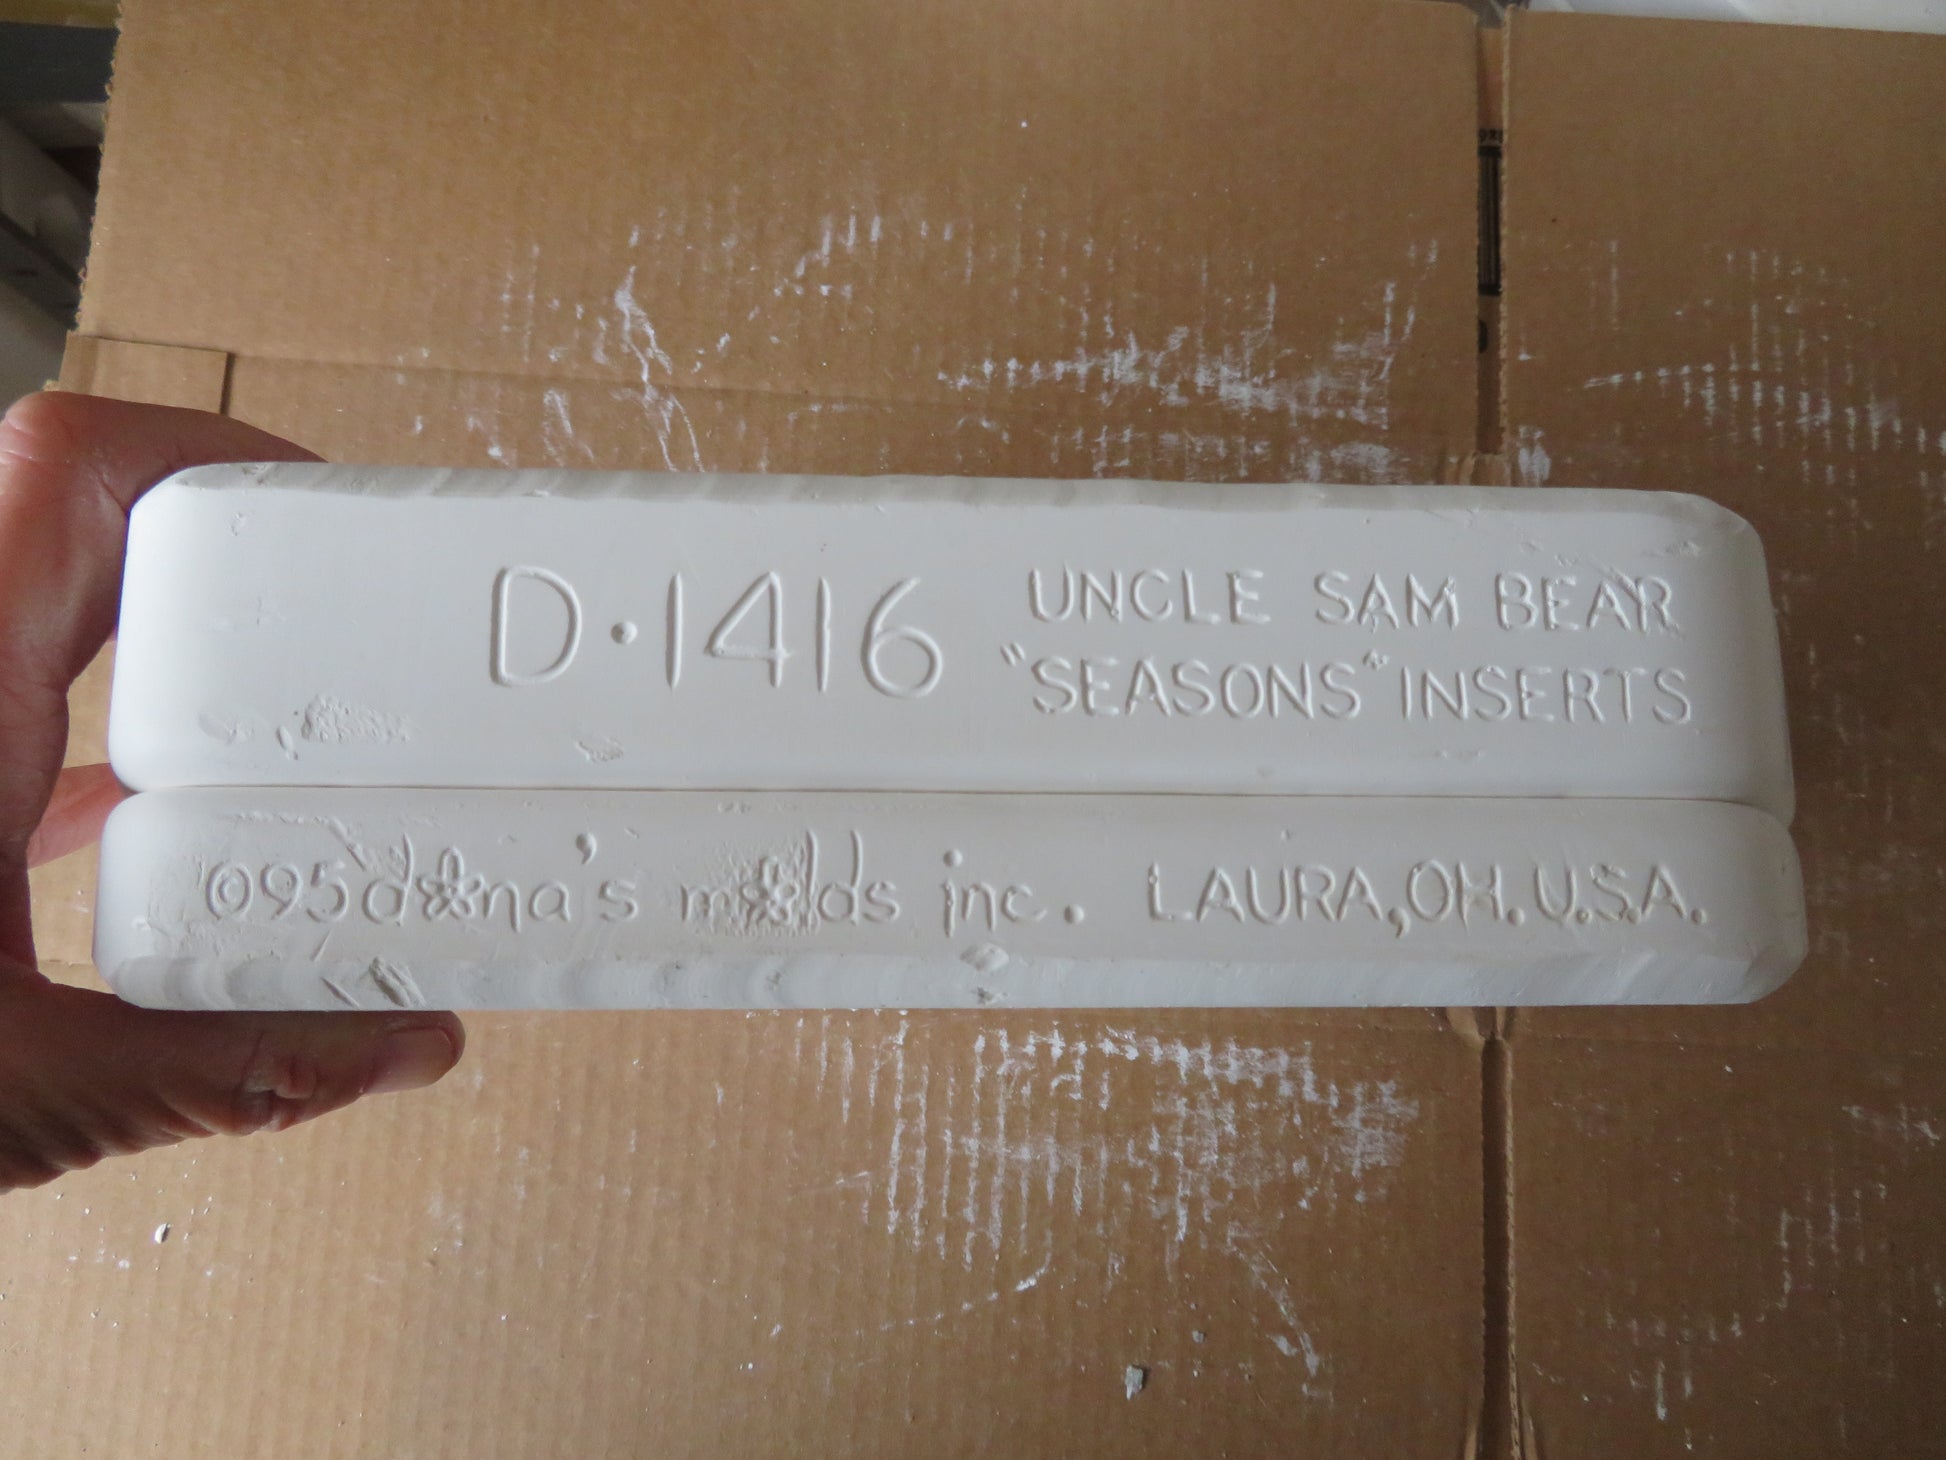 D·1416 UNCLE SAM BEAR
"SEASONS" INSERTS
©95 dona's molds inc. LAURA, OH. U.S.A.